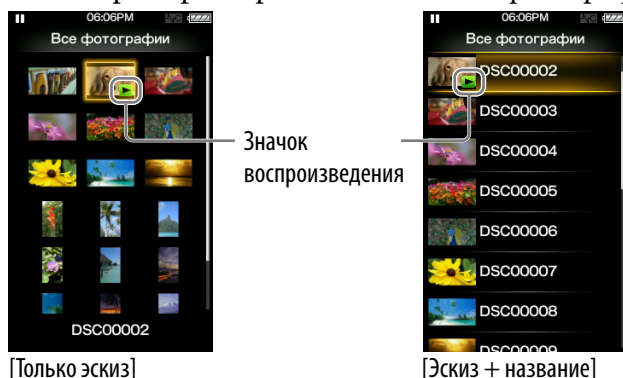 06:06PM
Все фотографии
DSC00002
[Только эскиз]
Значок
воспроизведения
06:06PM
Все фотографии
DSC00002
DSC00003
DSC00004
DSC00005
DSC00006
DSC00007
DSC00008
DSC00009
[Эскиз + название]